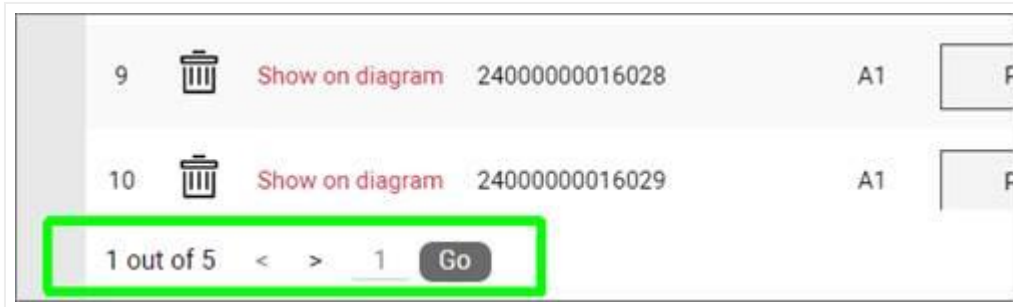 9 Show on diagram 24000000016028 A1
10 Show on diagram 24000000016029 A1
1 out of 5 < > 1 Go